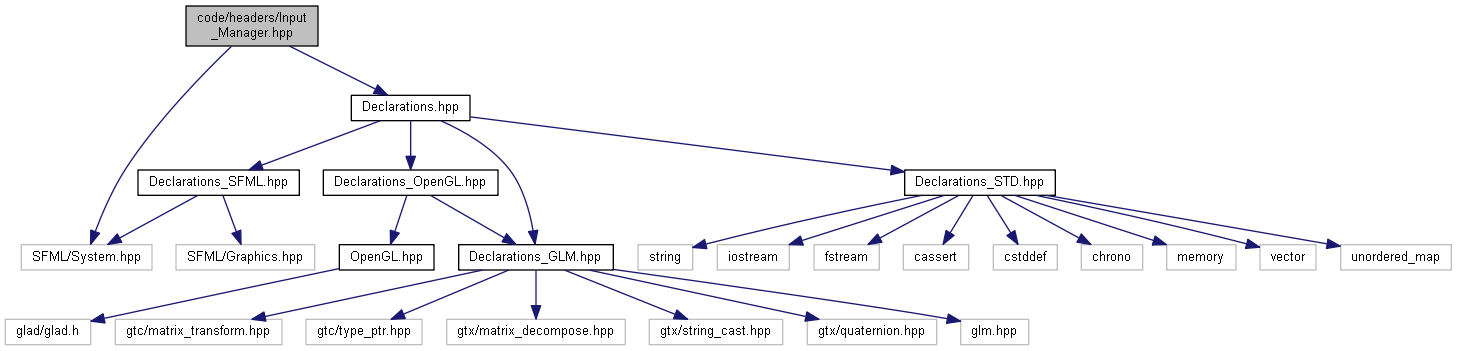 code/headers/Input
_Manager.hpp
Declarations.hpp
Declarations_SFML.hpp
Declarations_OpenGL.hpp
Declarations_STD.hpp
SFML/System.hpp
SFML/Graphics.hpp
OpenGL.hpp
Declarations_GLM.hpp
string
iostream
fstream
cassert
cstddef
chrono
memory
vector
unordered_map
glad/glad.h
gtc/matrix_transform.hpp
gtc/type_ptr.hpp
gtx/matrix_decompose.hpp
gtx/string_cast.hpp
gtx/quaternion.hpp
glm.hpp